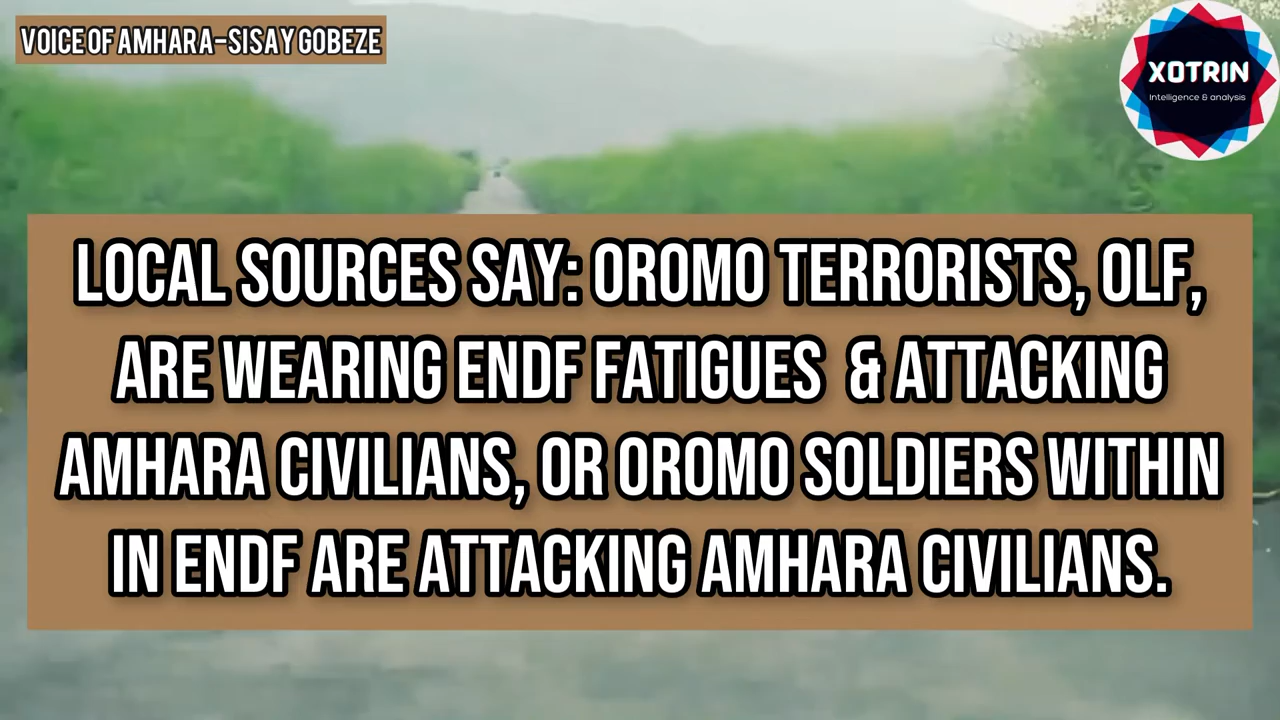 VOICE OF AMHARA-SISAY GOBEZE
XOTRIN
Intelligence & analysis
LOCAL SOURCES SAY: OROMO TERRORISTS, OLF,
ARE WEARING ENDF FATIGUES & ATTACKING
AMHARA CIVILIANS, OR OROMO SOLDIERS WITHIN
IN ENDF ARE ATTACKING AMHARA CIVILIANS.